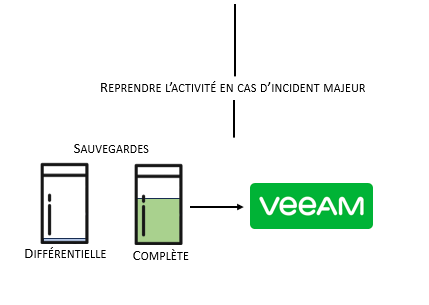 Reprendre l'activité en cas d'incident majeur
Sauvegardes
veeAM
Différentielle
Complète